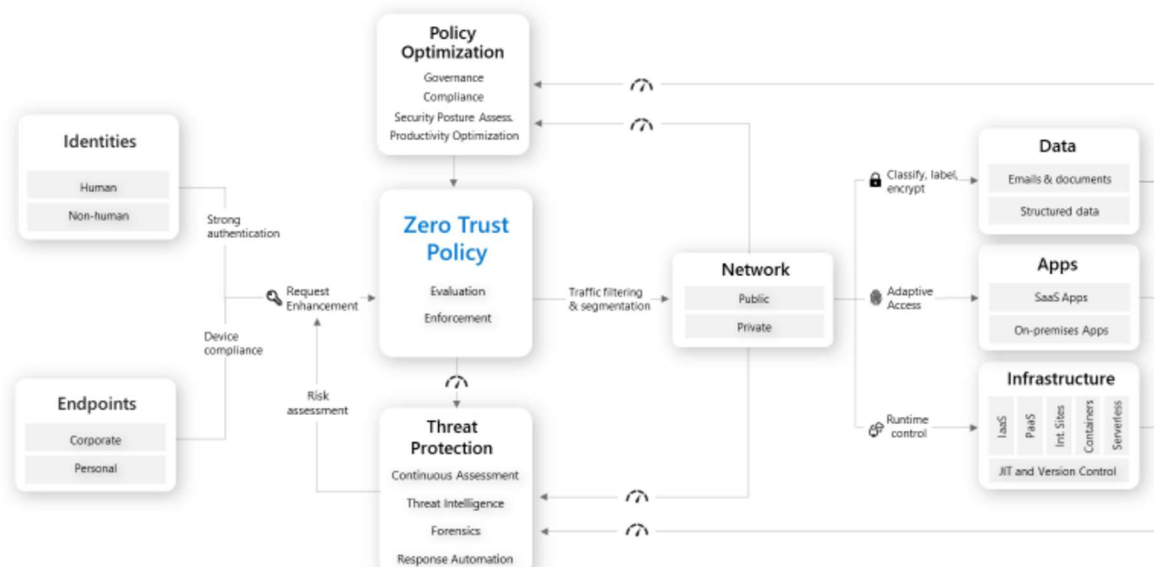 Policy
Optimization
Governance
Compliance
Security Posture Assess.
Productivity Optimization
Identities
Human
Non-human
Strong
authentication
Zero Trust
Policy
Evaluation
Enforcement
Request
Enhancement
Device
compliance
Endpoints
Corporate
Personal
Risk
assessment
Threat
Protection
Continuous Assessment
Threat Intelligence
Forensics
Response Automation
Traffic filtering
& segmentation
Network
Public
Private
Classify, label,
encrypt
Adaptive
Access
Runtime
control
Data
Emails & documents
Structured data
Apps
SaaS Apps
On-premises Apps
Infrastructure
IaaS
PaaS
Int. Sites
Containers
Serverless
JIT and Version Control